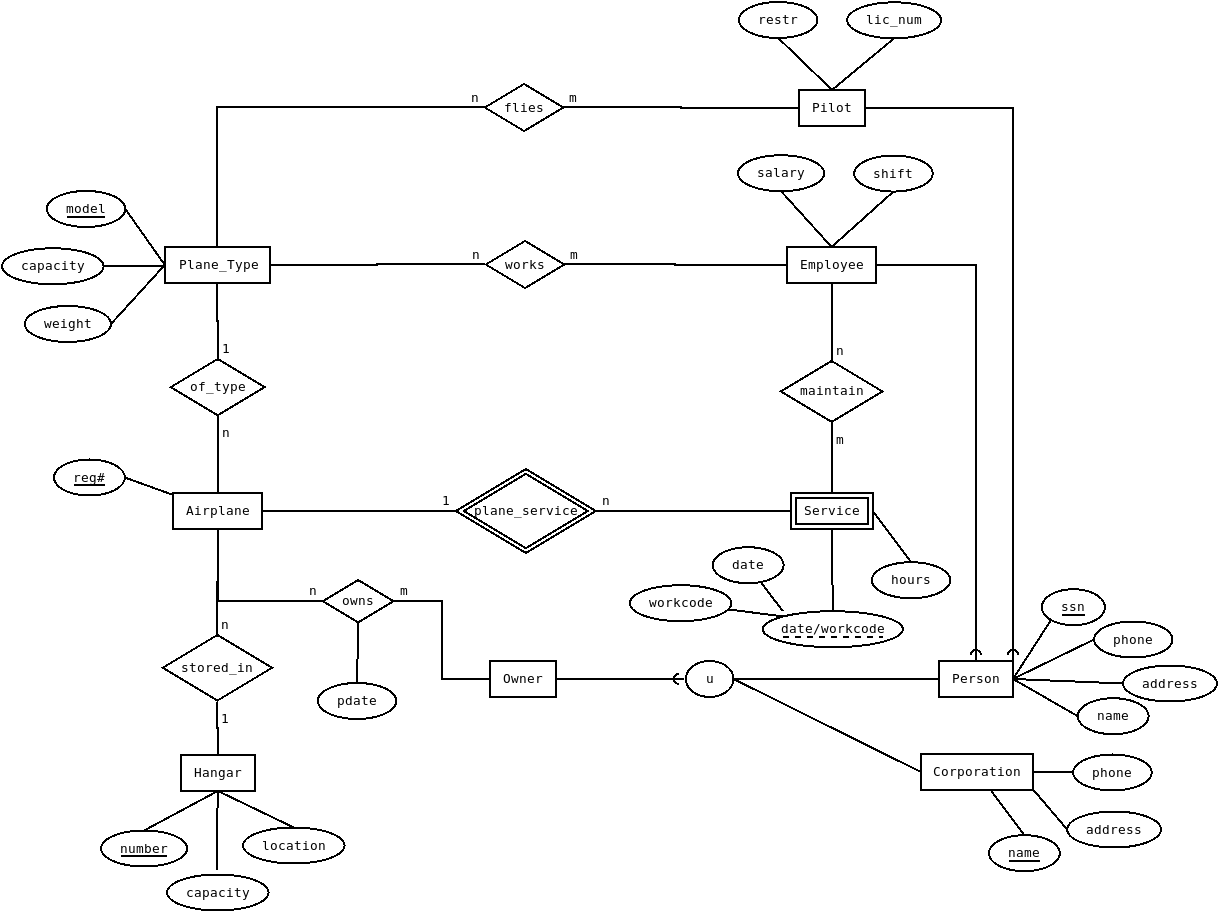 restr
lic_num
n
flies
m
Pilot
salary
shift
model
n
works
m
capacity
Plane_Type
Employee
weight
1
n
of_type
maintain
n
m
req#
1
n
Airplane
plane_service
Service
date
hours
n
owns
m
workcode
ssn
n
date/workcode
phone
stored_in
Owner
u
Person
address
pdate
name
1
Hangar
Corporation
phone
number
location
address
name
capacity